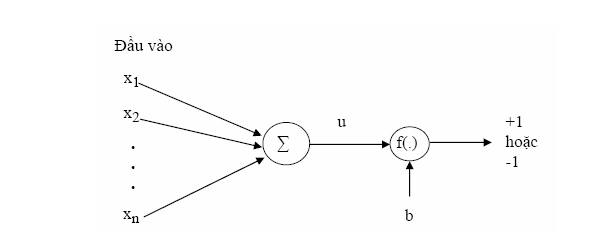 Đầu vào
x1
x2
.
.
.
xn
∑
u
f(.)
b
+1
hoặc
-1